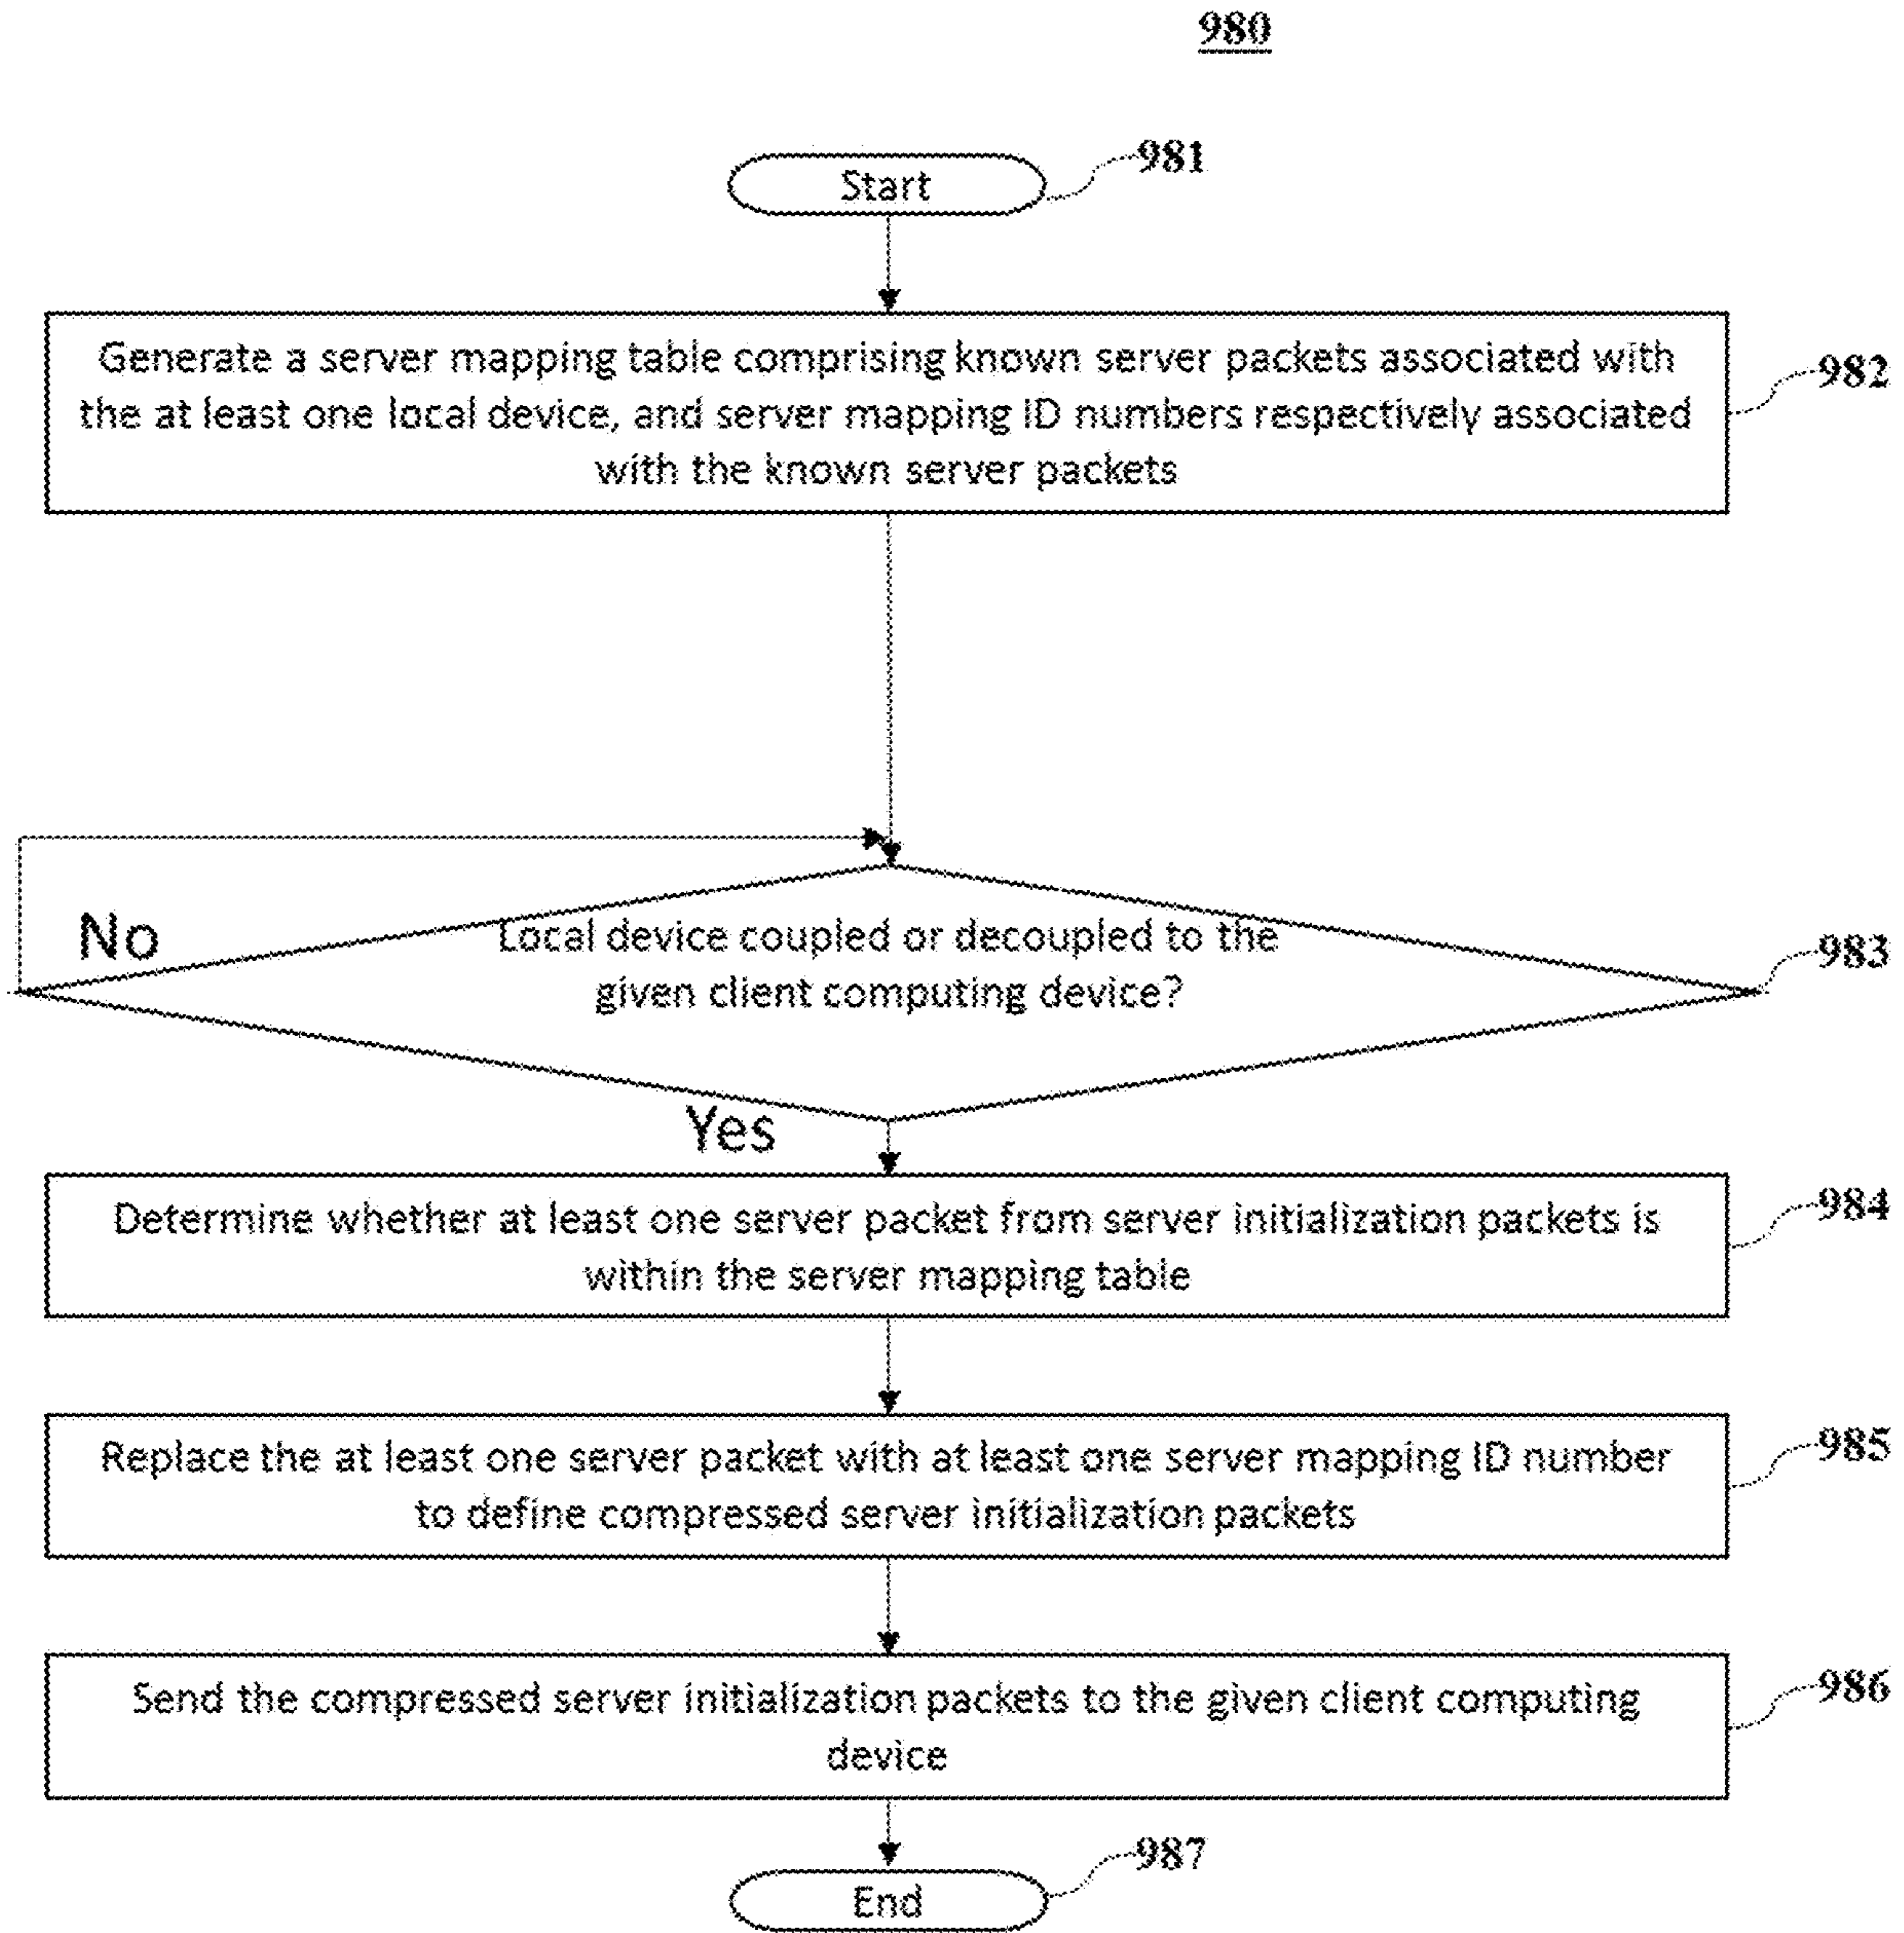 980
Start
981
Generate a server mapping table comprising known server packets associated with
the at least one local device, and server mapping ID numbers respectively associated
with the known server packets
982
No
Local device coupled or decoupled to the
given client computing device?
983
Yes
Determine whether at least one server packet from server initialization packets is
within the server mapping table
984
Replace the at least one server packet with at least one server mapping ID number
to define compressed server initialization packets
985
Send the compressed server initialization packets to the given client computing
device
986
End
987